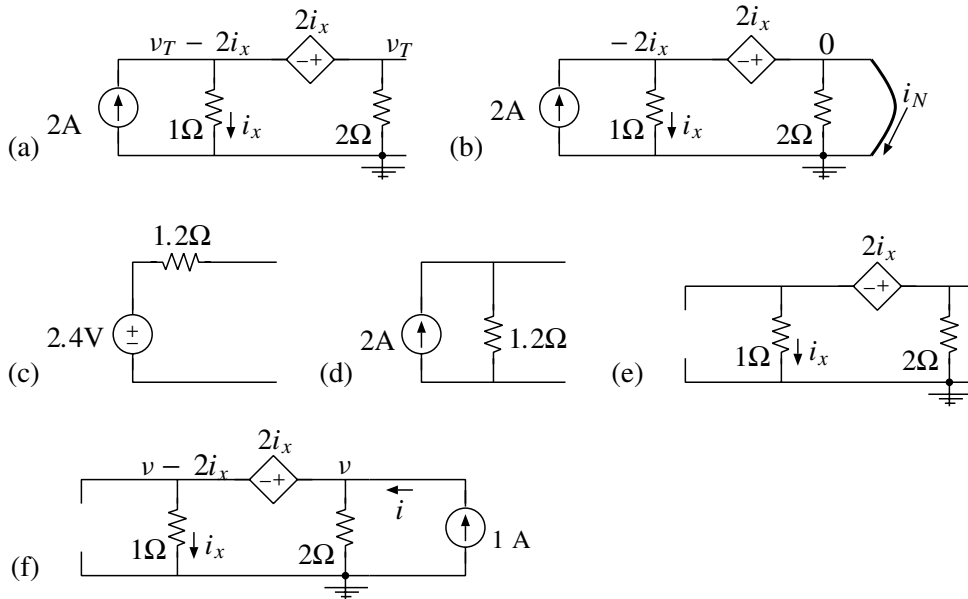 (a)
2i_x
v_T − 2i_x
v_T
2A
1Ω
i_x
2Ω
−+
(b)
2i_x
−2i_x
0
2A
1Ω
i_x
2Ω
i_N
−+
(c)
1.2Ω
2.4V
+
−
(d)
2A
1.2Ω
(e)
2i_x
−+
1Ω
i_x
2Ω
(f)
2i_x
v − 2i_x
v
−+
i
1Ω
i_x
2Ω
1 A